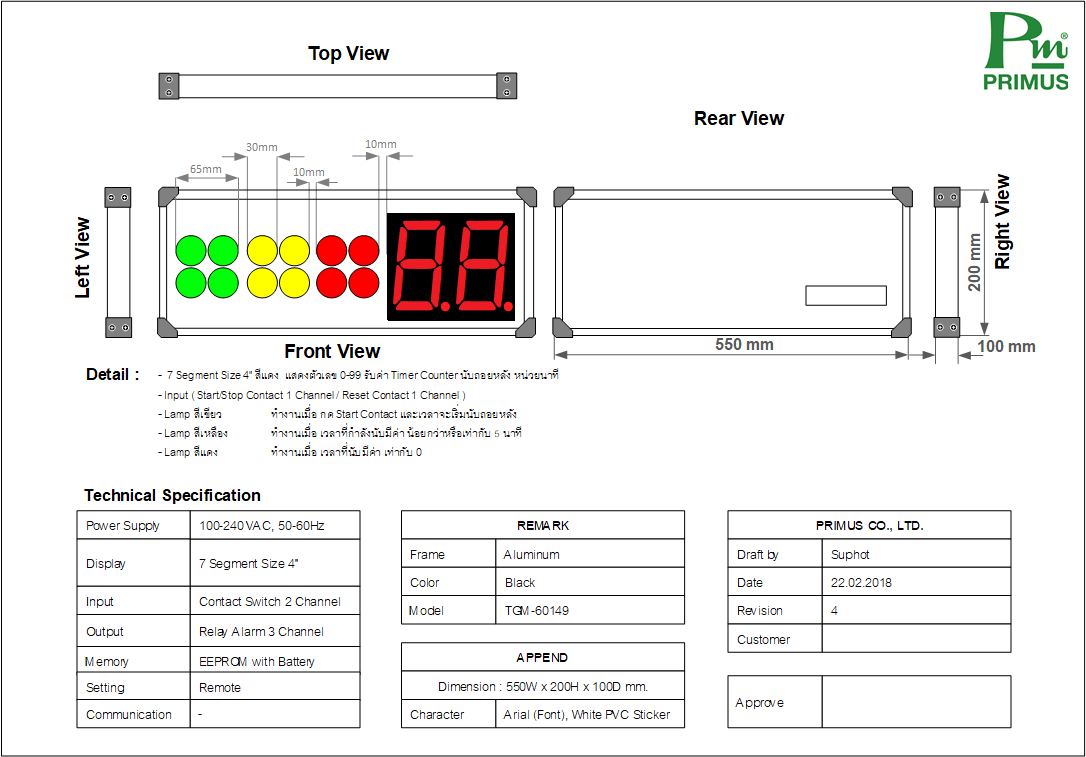 Pm®
PRIMUS
Top View
Rear View
30mm
10mm
65mm
10mm
Left View
Right View
200 mm
88
Front View
550 mm
100 mm
Detail :
- 7 Segment Size 4" สีแดง แสดงตัวเลข 0-99 รับค่า Timer Counter นับถอยหลัง หน่วยนาที
- Input ( Start/Stop Contact 1 Channel / Reset Contact 1 Channel )
- Lamp สีเขียว ทำงานเมื่อ กด Start Contact และเวลาจะเริ่มนับถอยหลัง
- Lamp สีเหลือง ทำงานเมื่อ เวลาที่กำลังนับมีค่า น้อยกว่าหรือเท่ากับ 5 นาที
- Lamp สีแดง ทำงานเมื่อ เวลาที่นับมีค่า เท่ากับ 0
Technical Specification
Power Supply 100-240 VAC, 50-60Hz
Display 7 Segment Size 4"
Input Contact Switch 2 Channel
Output Relay Alarm 3 Channel
Memory EEPROM with Battery
Setting Remote
Communication -
REMARK
Frame Aluminum
Color Black
Model TGM-60149
APPEND
Dimension : 550W x 200H x 100D mm.
Character Arial (Font), White PVC Sticker
PRIMUS CO., LTD.
Draft by Suphot
Date 22.02.2018
Revision 4
Customer
Approve